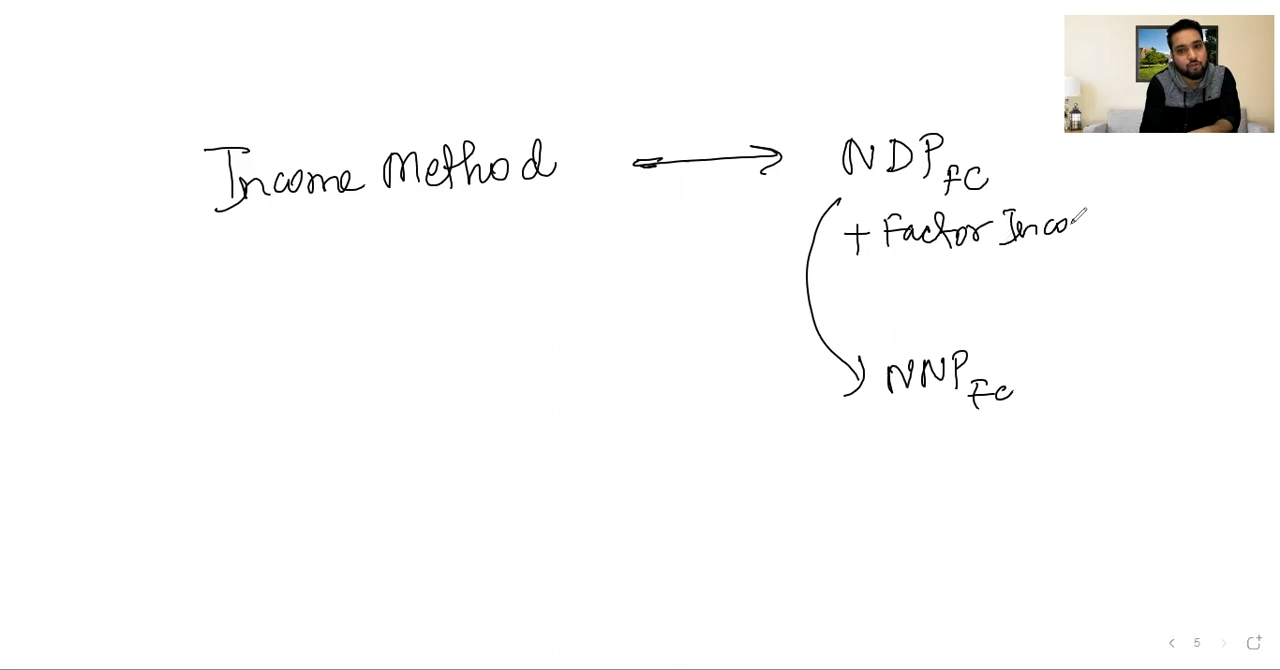 Income Method → NDP FC
+ Factor Inco
NNP FC
5